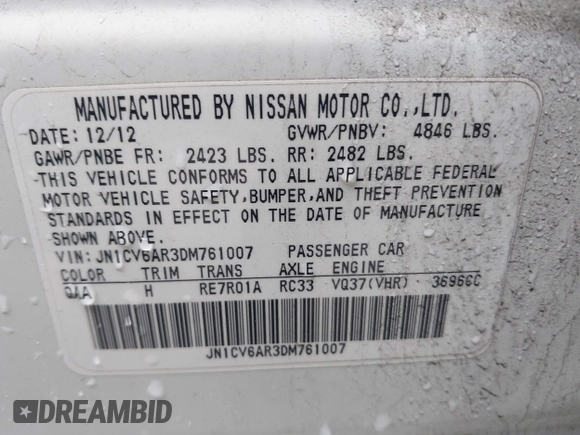 MANUFACTURED BY NISSAN MOTOR CO.,LTD.
DATE: 12/12 GVWR/PNBV: 4846 LBS.
GAWR/PNBE FR: 2423 LBS. RR: 2482 LBS.
THIS VEHICLE CONFORMS TO ALL APPLICABLE FEDERAL
MOTOR VEHICLE SAFETY,BUMPER,AND THEFT PREVENTION
STANDARDS IN EFFECT ON THE DATE OF MANUFACTURE
SHOWN ABOVE.
VIN: JN1CV6AR3DM761007 PASSENGER CAR
COLOR TRIM TRANS AXLE ENGINE
QAA H RE7R01A RC33 VQ37(VHR) 3696CC
JN1CV6AR3DM761007
DREAMBID